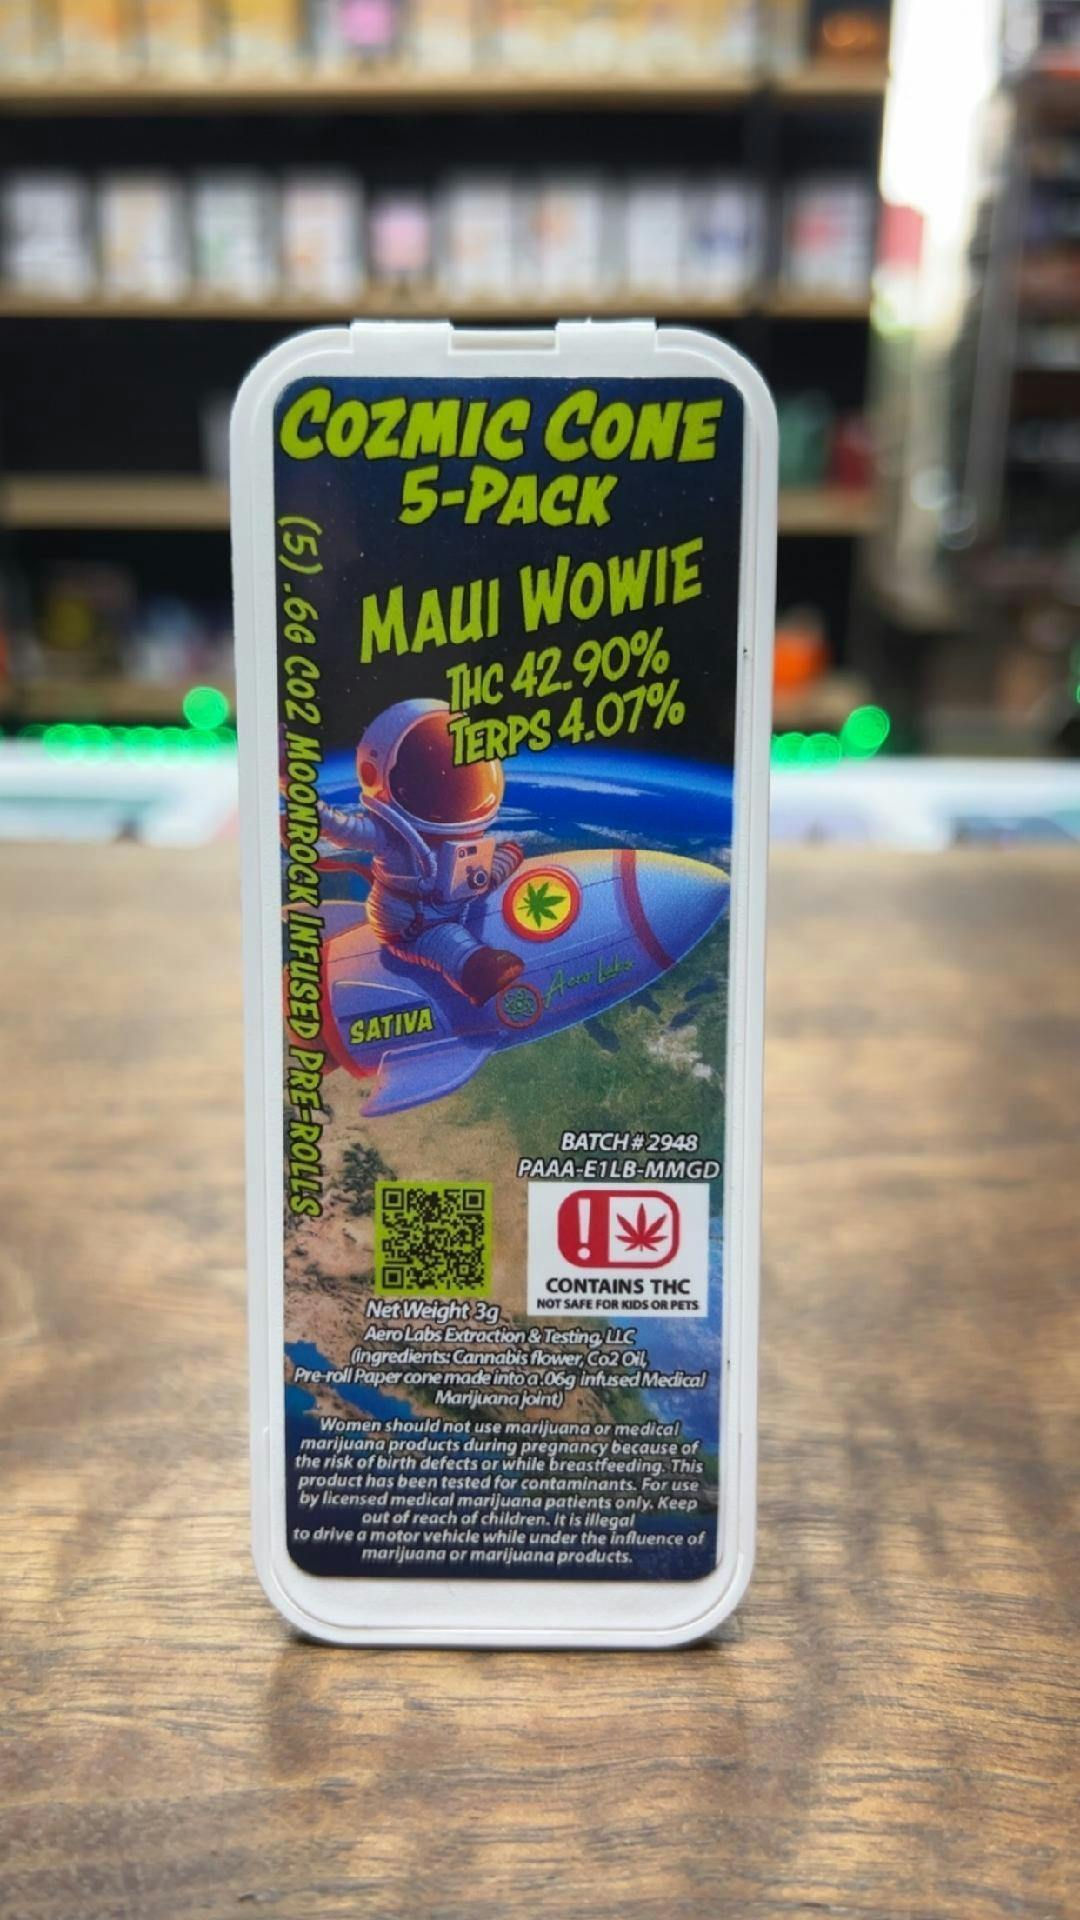 COZMIC CONE
5-PACK
(5) .6G CO2 MOONROCK INFUSED PRE-ROLLS
MAUI WOWIE
THC 42.90%
TERPS 4.07%
Aero Labs
SATIVA
BATCH # 2948
PAAA-E1LB-MMGD
!
CONTAINS THC
NOT SAFE FOR KIDS OR PETS
Net Weight 3g
Aero Labs Extraction & Testing, LLC
(Ingredients: Cannabis flower, Co2 Oil,
Pre-roll Paper cone made into a .06g infused Medical
Marijuana joint)
Women should not use marijuana or medical
marijuana products during pregnancy because of
the risk of birth defects or while breastfeeding. This
product has been tested for contaminants. For use
by licensed medical marijuana patients only. Keep
out of reach of children. It is illegal
to drive a motor vehicle while under the influence of
marijuana or marijuana products.